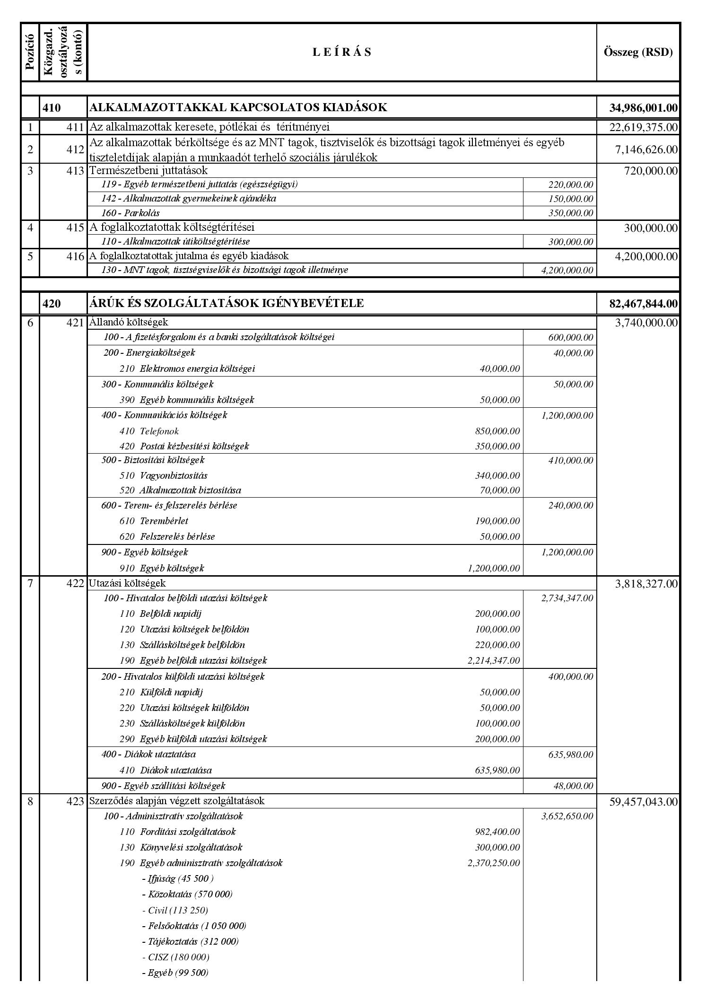 Pozíció
Közgazd.
osztályozá
s (kontó)
L E Í R Á S
Összeg (RSD)
410 ALKALMAZOTTAKKAL KAPCSOLATOS KIADÁSOK 34,986,001.00
1 411 Az alkalmazottak keresete, pótlékai és térítményei 22,619,375.00
2 412 Az alkalmazottak bérköltsége és az MNT tagok, tisztviselők és bizottsági tagok illetményei és egyéb
tiszteletdíjak alapján a munkaadót terhelő szociális járulékok 7,146,626.00
3 413 Természetbeni juttatások 720,000.00
119 - Egyéb természetbeni juttatás (egészségügyi) 220,000.00
142 - Alkalmazottak gyermekeinek ajándéka 150,000.00
160 - Parkolás 350,000.00
4 415 A foglalkoztatottak költségtérítései 300,000.00
110 - Alkalmazottak útiköltségtérítése 300,000.00
5 416 A foglalkoztatottak jutalma és egyéb kiadások 4,200,000.00
130 - MNT tagok, tisztségviselők és bizottsági tagok illetménye 4,200,000.00
420 ÁRÚK ÉS SZOLGÁLTATÁSOK IGÉNYBEVÉTELE 82,467,844.00
6 421 Állandó költségek 3,740,000.00
100 - A fizetésforgalom és a banki szolgáltatások költségei 600,000.00
200 - Energiaköltségek 40,000.00
210 Elektromos energia költségei 40,000.00
300 - Kommunális költségek 50,000.00
390 Egyéb kommunális költségek 50,000.00
400 - Kommunikációs költségek 1,200,000.00
410 Telefonok 850,000.00
420 Postai kézbesítési költségek 350,000.00
500 - Biztosítási költségek 410,000.00
510 Vagyonbiztosítás 340,000.00
520 Alkalmazottak biztosítása 70,000.00
600 - Terem- és felszerelés bérlése 240,000.00
610 Terembérlet 190,000.00
620 Felszerelés bérlése 50,000.00
900 - Egyéb költségek 1,200,000.00
910 Egyéb költségek 1,200,000.00
7 422 Utazási költségek 3,818,327.00
100 - Hivatalos belföldi utazási költségek 2,734,347.00
110 Belföldi napidíj 200,000.00
120 Utazási költségek belföldön 100,000.00
130 Szállásköltségek belföldön 220,000.00
190 Egyéb belföldi utazási költségek 2,214,347.00
200 - Hivatalos külföldi utazási költségek 400,000.00
210 Külföldi napidíj 50,000.00
220 Utazási költségek külföldön 50,000.00
230 Szállásköltségek külföldön 100,000.00
290 Egyéb külföldi utazási költségek 200,000.00
400 - Diákok utaztatása 635,980.00
410 Diákok utaztatása 635,980.00
900 - Egyéb szállítási költségek 48,000.00
8 423 Szerződés alapján végzett szolgáltatások 59,457,043.00
100 - Adminisztratív szolgáltatások 3,652,650.00
110 Fordítási szolgáltatások 982,400.00
130 Könyvelési szolgáltatások 300,000.00
190 Egyéb adminisztratív szolgáltatások 2,370,250.00
- Ifjúság (45 500 )
- Közoktatás (570 000)
- Civil (113 250)
- Felsőoktatás (1 050 000)
- Tájékoztatás (312 000)
- CISZ (180 000)
- Egyéb (99 500)